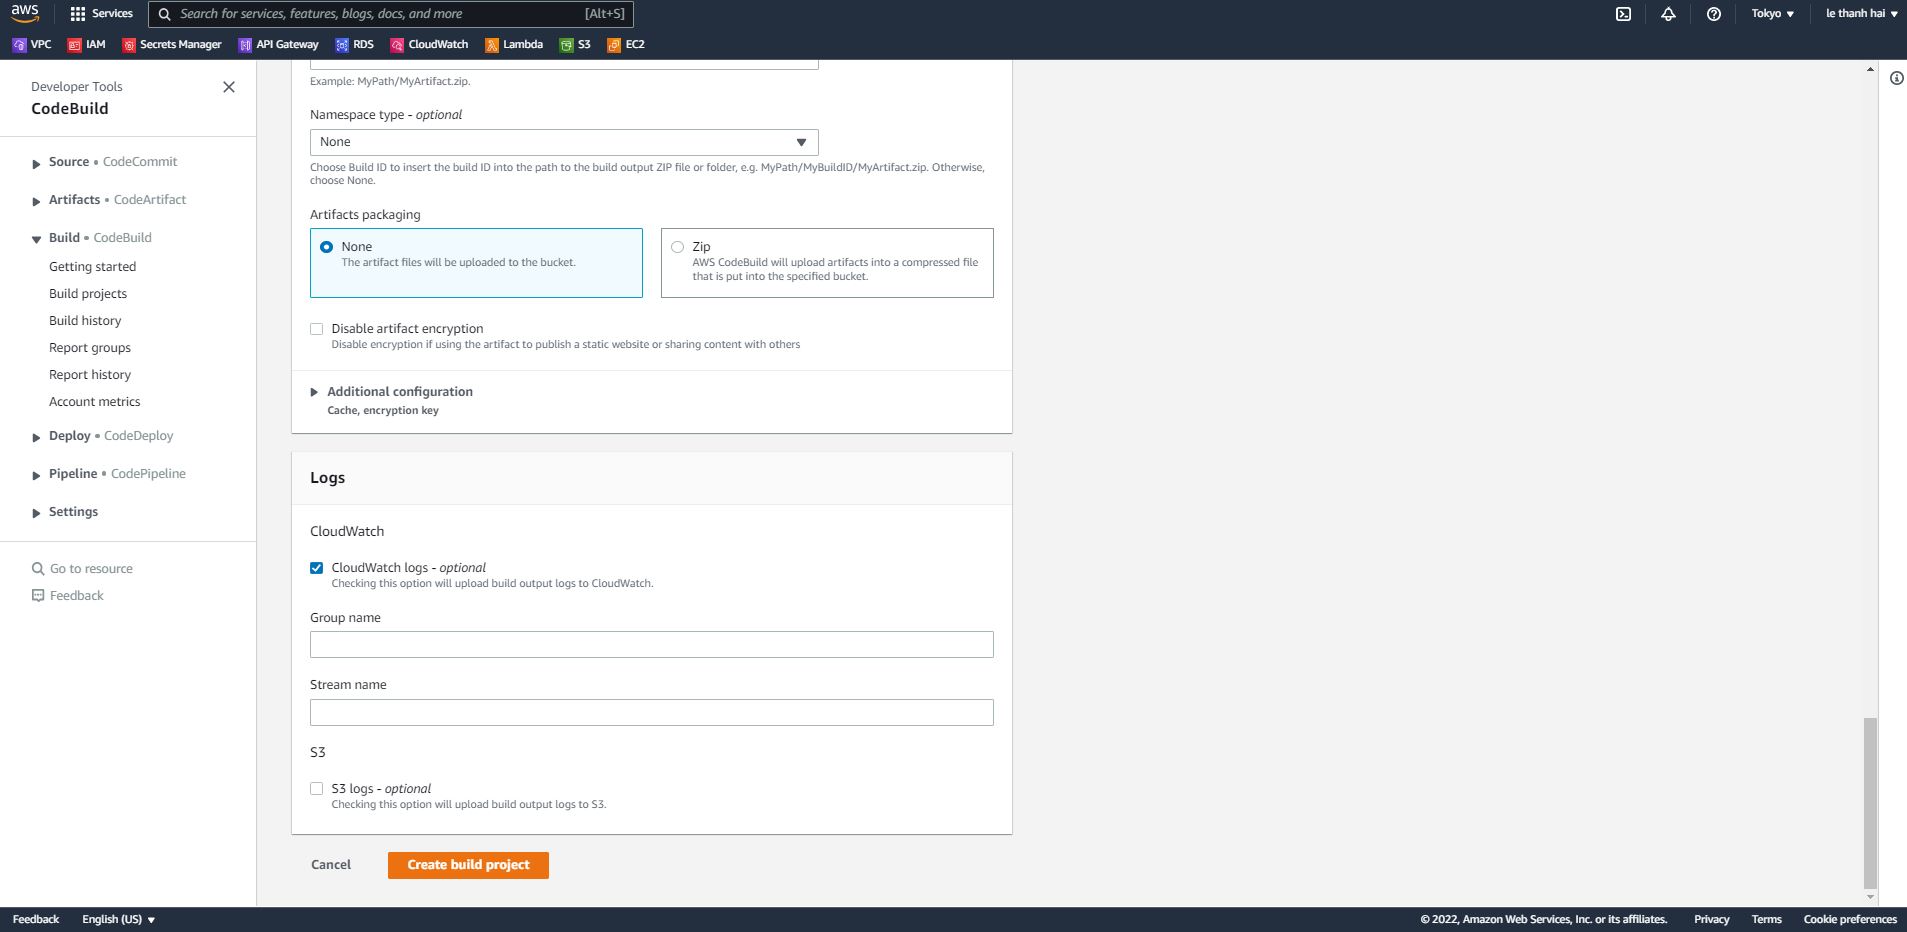 aws
Services
Search for services, features, blogs, docs, and more
[Alt+S]
Tokyo
le thanh hai
VPC
IAM
Secrets Manager
API Gateway
RDS
CloudWatch
Lambda
S3
EC2
Developer Tools
CodeBuild
Source • CodeCommit
Artifacts • CodeArtifact
Build • CodeBuild
Getting started
Build projects
Build history
Report groups
Report history
Account metrics
Deploy • CodeDeploy
Pipeline • CodePipeline
Settings
Go to resource
Feedback
Example: MyPath/MyArtifact.zip.
Namespace type - optional
None
Choose Build ID to insert the build ID into the path to the build output ZIP file or folder, e.g. MyPath/MyBuildID/MyArtifact.zip. Otherwise,
choose None.
Artifacts packaging
None
The artifact files will be uploaded to the bucket.
Zip
AWS CodeBuild will upload artifacts into a compressed file
that is put into the specified bucket.
Disable artifact encryption
Disable encryption if using the artifact to publish a static website or sharing content with others
Additional configuration
Cache, encryption key
Logs
CloudWatch
CloudWatch logs - optional
Checking this option will upload build output logs to CloudWatch.
Group name
Stream name
S3
S3 logs - optional
Checking this option will upload build output logs to S3.
Cancel
Create build project
Feedback
English (US)
© 2022, Amazon Web Services, Inc. or its affiliates.
Privacy
Terms
Cookie preferences